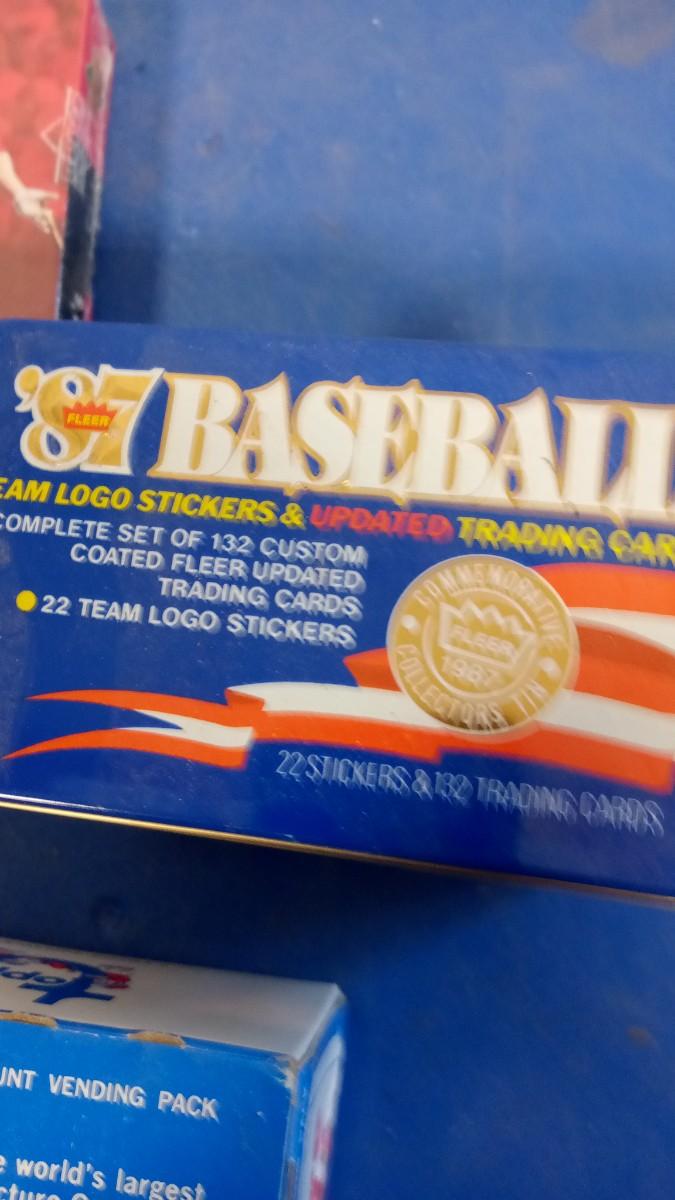 '87 BASEBALL
FLEER
EAM LOGO STICKERS & UPDATED TRADING CAR
COMPLETE SET OF 132 CUSTOM
COATED FLEER UPDATED
TRADING CARDS
22 TEAM LOGO STICKERS
COMMEMORATIVE
FLEER
1987
COLLECTORS TIN
22 STICKERS & 132 TRADING CARDS
UNT VENDING PACK
e world's largest